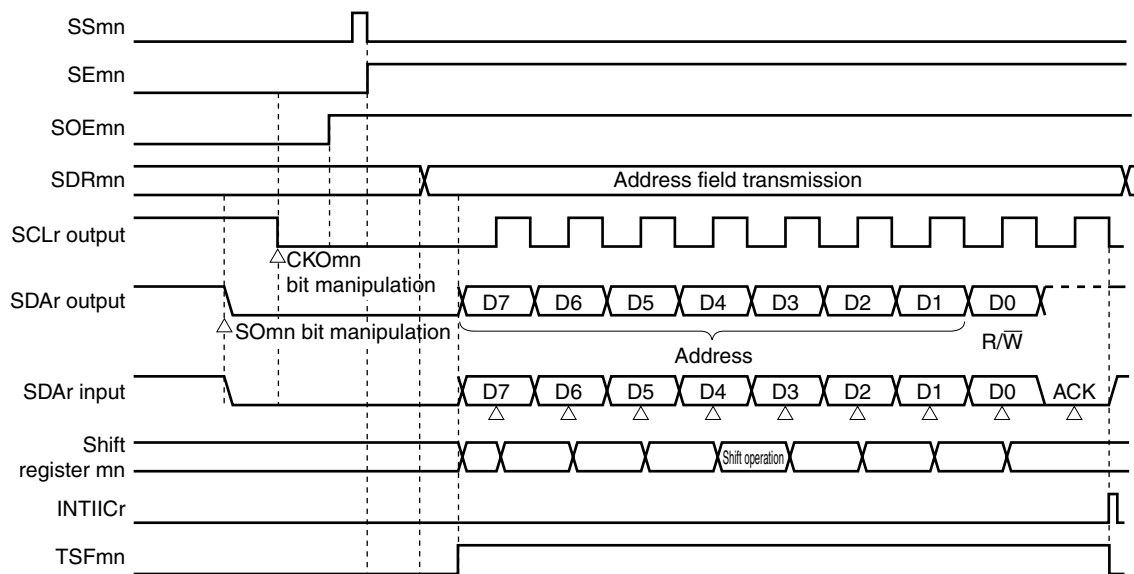 SSmn
SEmn
SOEmn
SDRmn
Address field transmission
SCLr output
CKOmn
bit manipulation
SDAr output
D7 D6 D5 D4 D3 D2 D1 D0
SOmn bit manipulation
Address
R/W̅
SDAr input
D7 D6 D5 D4 D3 D2 D1 D0 ACK
Shift
register mn
Shift operation
INTIICr
TSFmn